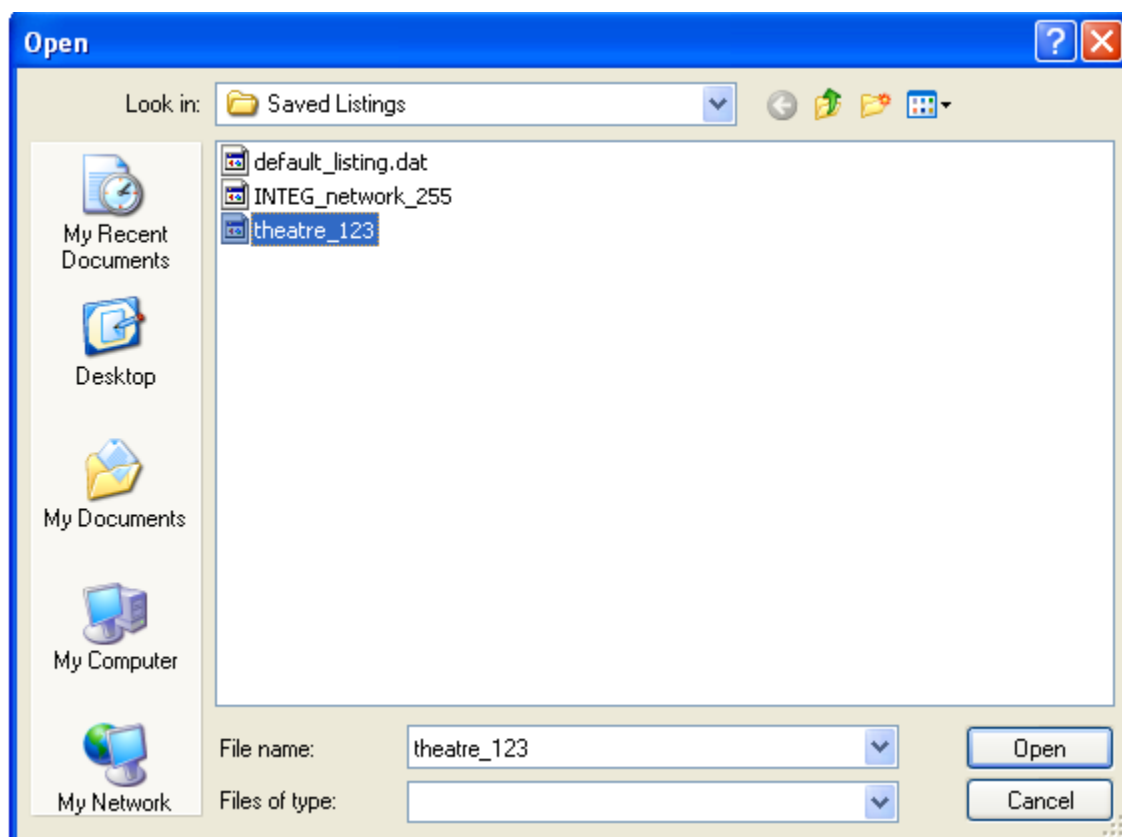 Open
Look in:
Saved Listings
default_listing.dat
INTEG_network_255
theatre_123
My Recent
Documents
Desktop
My Documents
My Computer
My Network
File name:
theatre_123
Open
Files of type:
Cancel